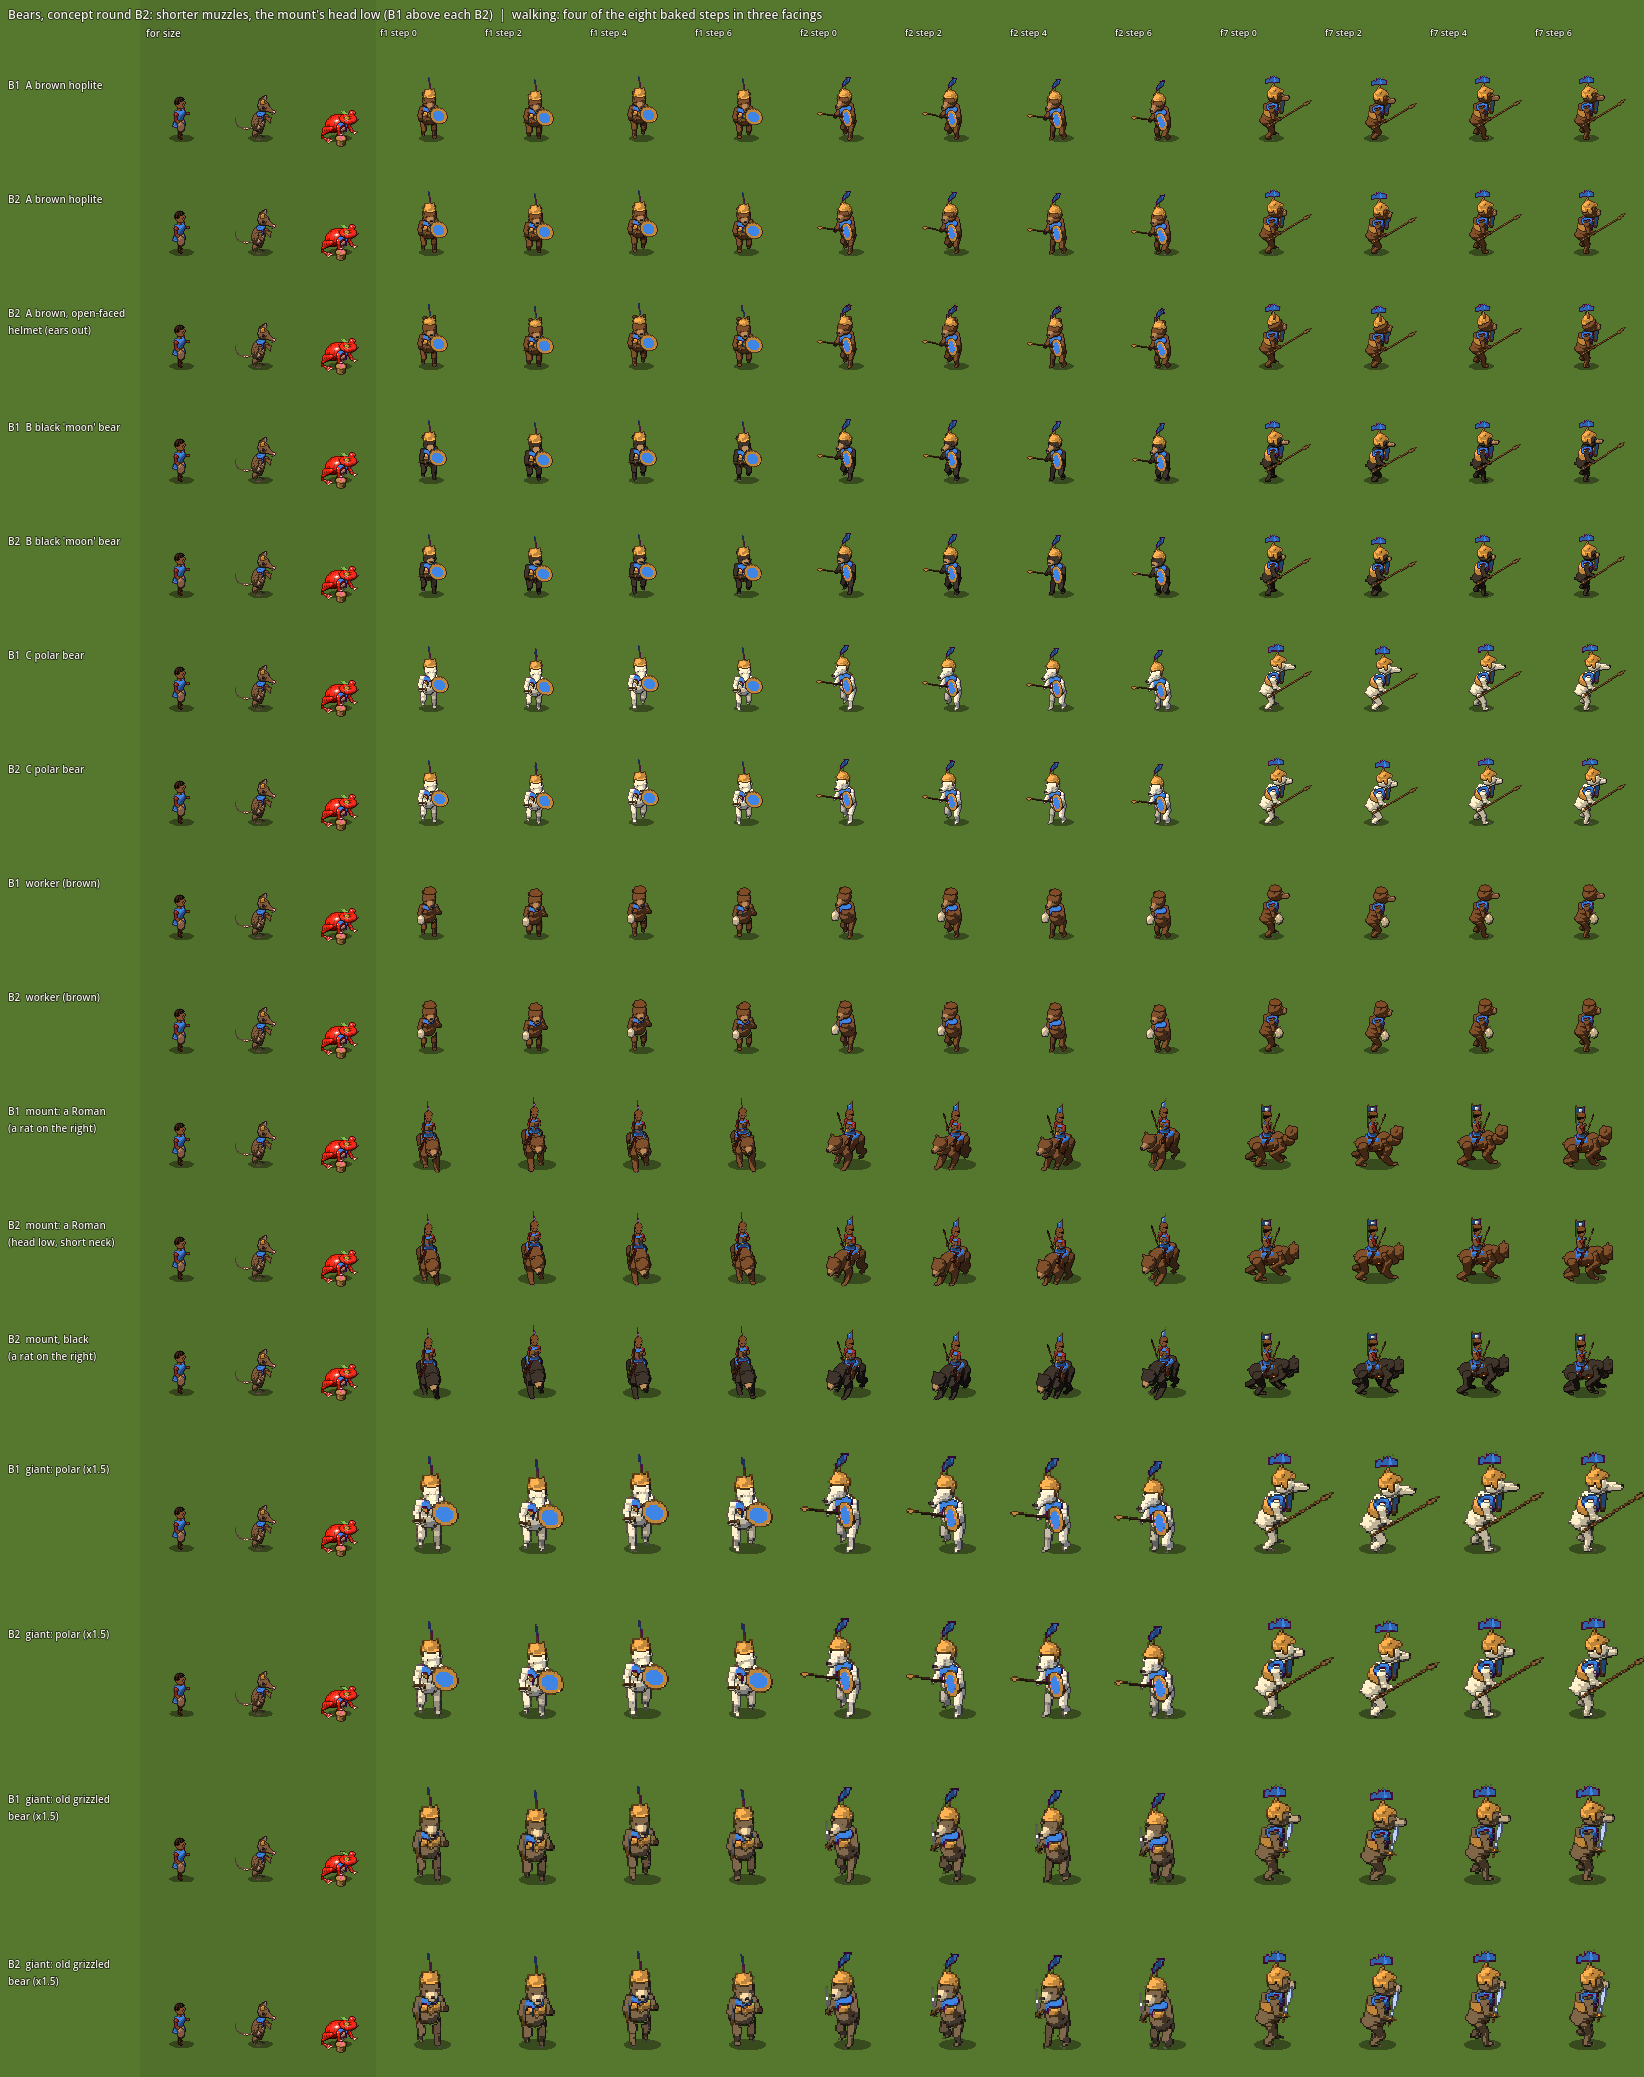 Bears, concept round B2: shorter muzzles, the mount's head low (B1 above each B2)  |  walking: four of the eight baked steps in three facings
for size
f1 step 0
f1 step 2
f1 step 4
f1 step 6
f2 step 0
f2 step 2
f2 step 4
f2 step 6
f7 step 0
f7 step 2
f7 step 4
f7 step 6
B1  A brown hoplite
B2  A brown hoplite
B2  A brown, open-faced
helmet (ears out)
B1  B black 'moon' bear
B2  B black 'moon' bear
B1  C polar bear
B2  C polar bear
B1  worker (brown)
B2  worker (brown)
B1  mount: a Roman
(a rat on the right)
B2  mount: a Roman
(head low, short neck)
B2  mount, black
(a rat on the right)
B1  giant: polar (x1.5)
B2  giant: polar (x1.5)
B1  giant: old grizzled
bear (x1.5)
B2  giant: old grizzled
bear (x1.5)